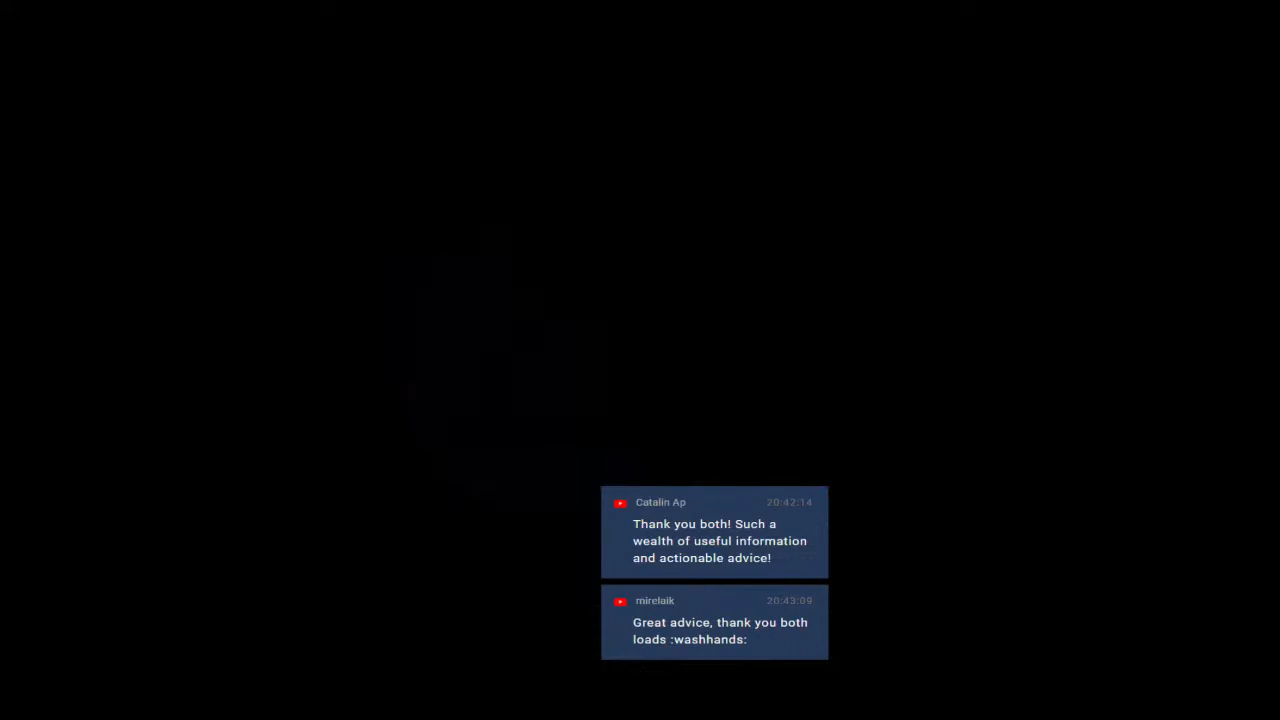 Catalin Ap 20:42:14
Thank you both! Such a
wealth of useful information
and actionable advice!
mirelaik 20:43:09
Great advice, thank you both
loads :washhands: